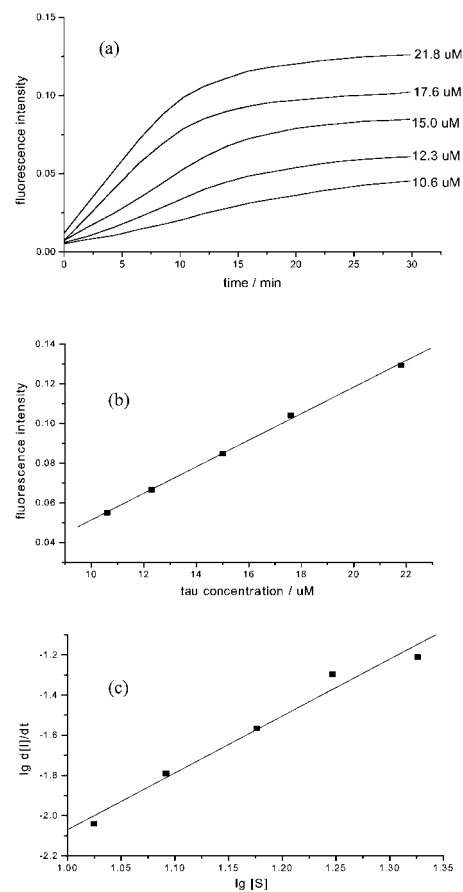 0.15
(a)
21.8 uM
0.10
17.6 uM
15.0 uM
fluorescence intensity
0.05
12.3 uM
10.6 uM
0.00
0 5 10 15 20 25 30
time / min
0.14
0.12
(b)
0.10
fluorescence intensity
0.08
0.06
0.04
10 12 14 16 18 20 22
tau concentration / uM
-1.2
(c)
-1.4
lg d[I]/dt
-1.6
-1.8
-2.0
-2.2
1.00 1.05 1.10 1.15 1.20 1.25 1.30 1.35
lg [S]